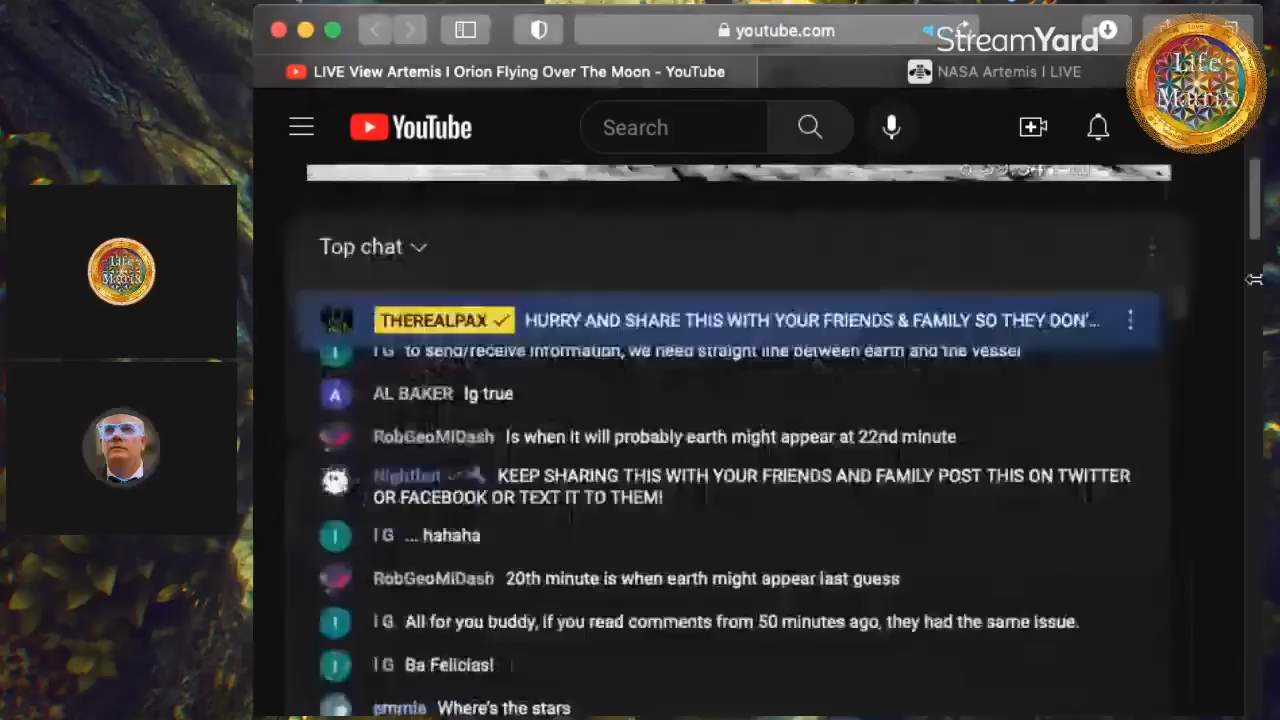 youtube.com
StreamYard
LIVE View Artemis I Orion Flying Over The Moon - YouTube
NASA Artemis I LIVE
Life Matrix
YouTube
Search
Top chat
THEREALPAX HURRY AND SHARE THIS WITH YOUR FRIENDS & FAMILY SO THEY DON'...
I G to send/receive information, we need straight line between earth and the vessel
Life
Matrix
AL BAKER Ig true
RobGeoMiDash Is when it will probably earth might appear at 22nd minute
Nightbot KEEP SHARING THIS WITH YOUR FRIENDS AND FAMILY POST THIS ON TWITTER
OR FACEBOOK OR TEXT IT TO THEM!
I G ... hahaha
RobGeoMiDash 20th minute is when earth might appear last guess
I G All for you buddy, if you read comments from 50 minutes ago, they had the same issue.
I G Ba Felicias!
Where's the stars